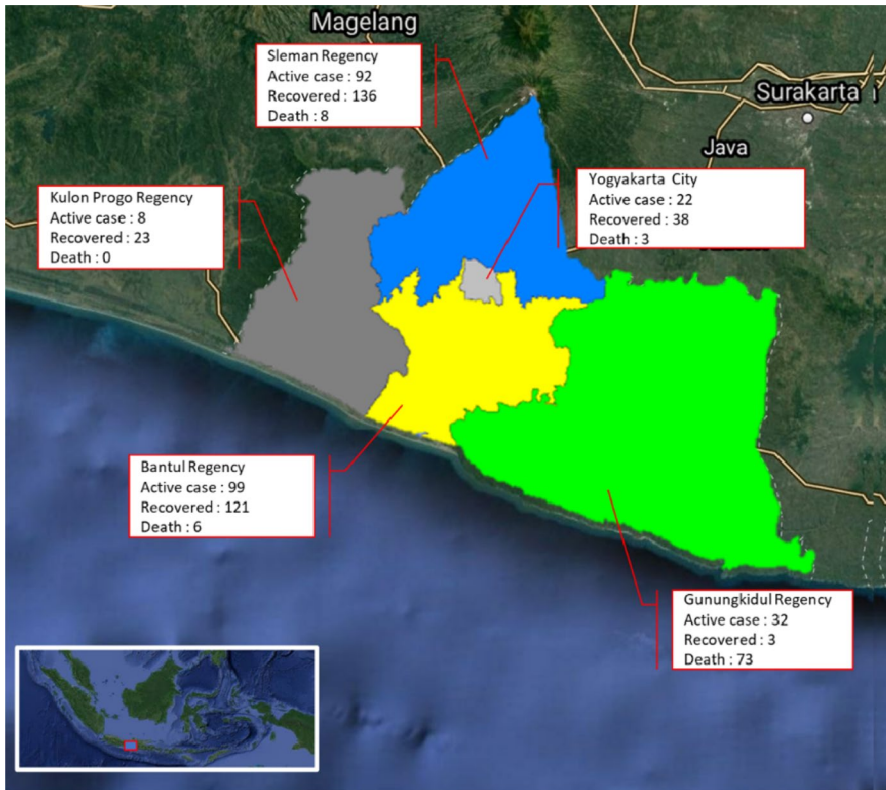 Magelang
Sleman Regency
Active case : 92
Recovered : 136
Death : 8
Surakarta
Java
Yogyakarta City
Active case : 22
Recovered : 38
Death : 3
Kulon Progo Regency
Active case : 8
Recovered : 23
Death : 0
Bantul Regency
Active case : 99
Recovered : 121
Death : 6
Gunungkidul Regency
Active case : 32
Recovered : 3
Death : 73